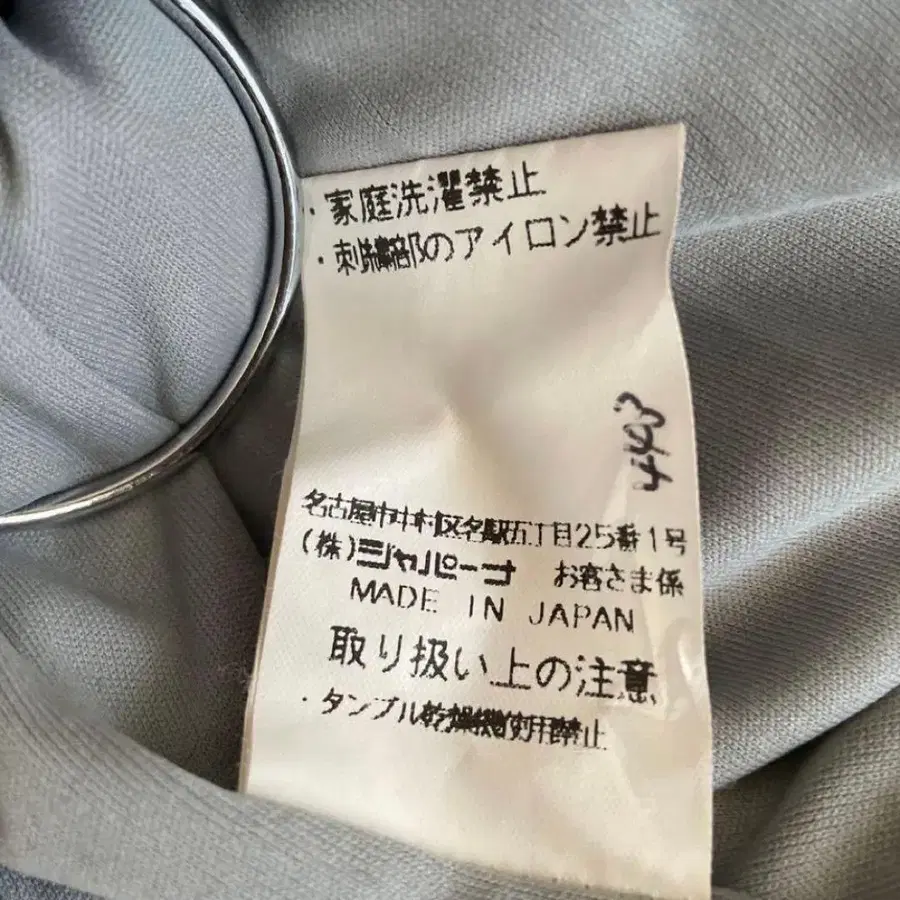 ・家庭洗濯禁止
・刺繍部のアイロン禁止
443
名古屋市中村区名駅五丁目25番1号
(株)ジャパーナ お客さま係
MADE IN JAPAN
取り扱い上の注意
・タンブル乾燥機使用禁止